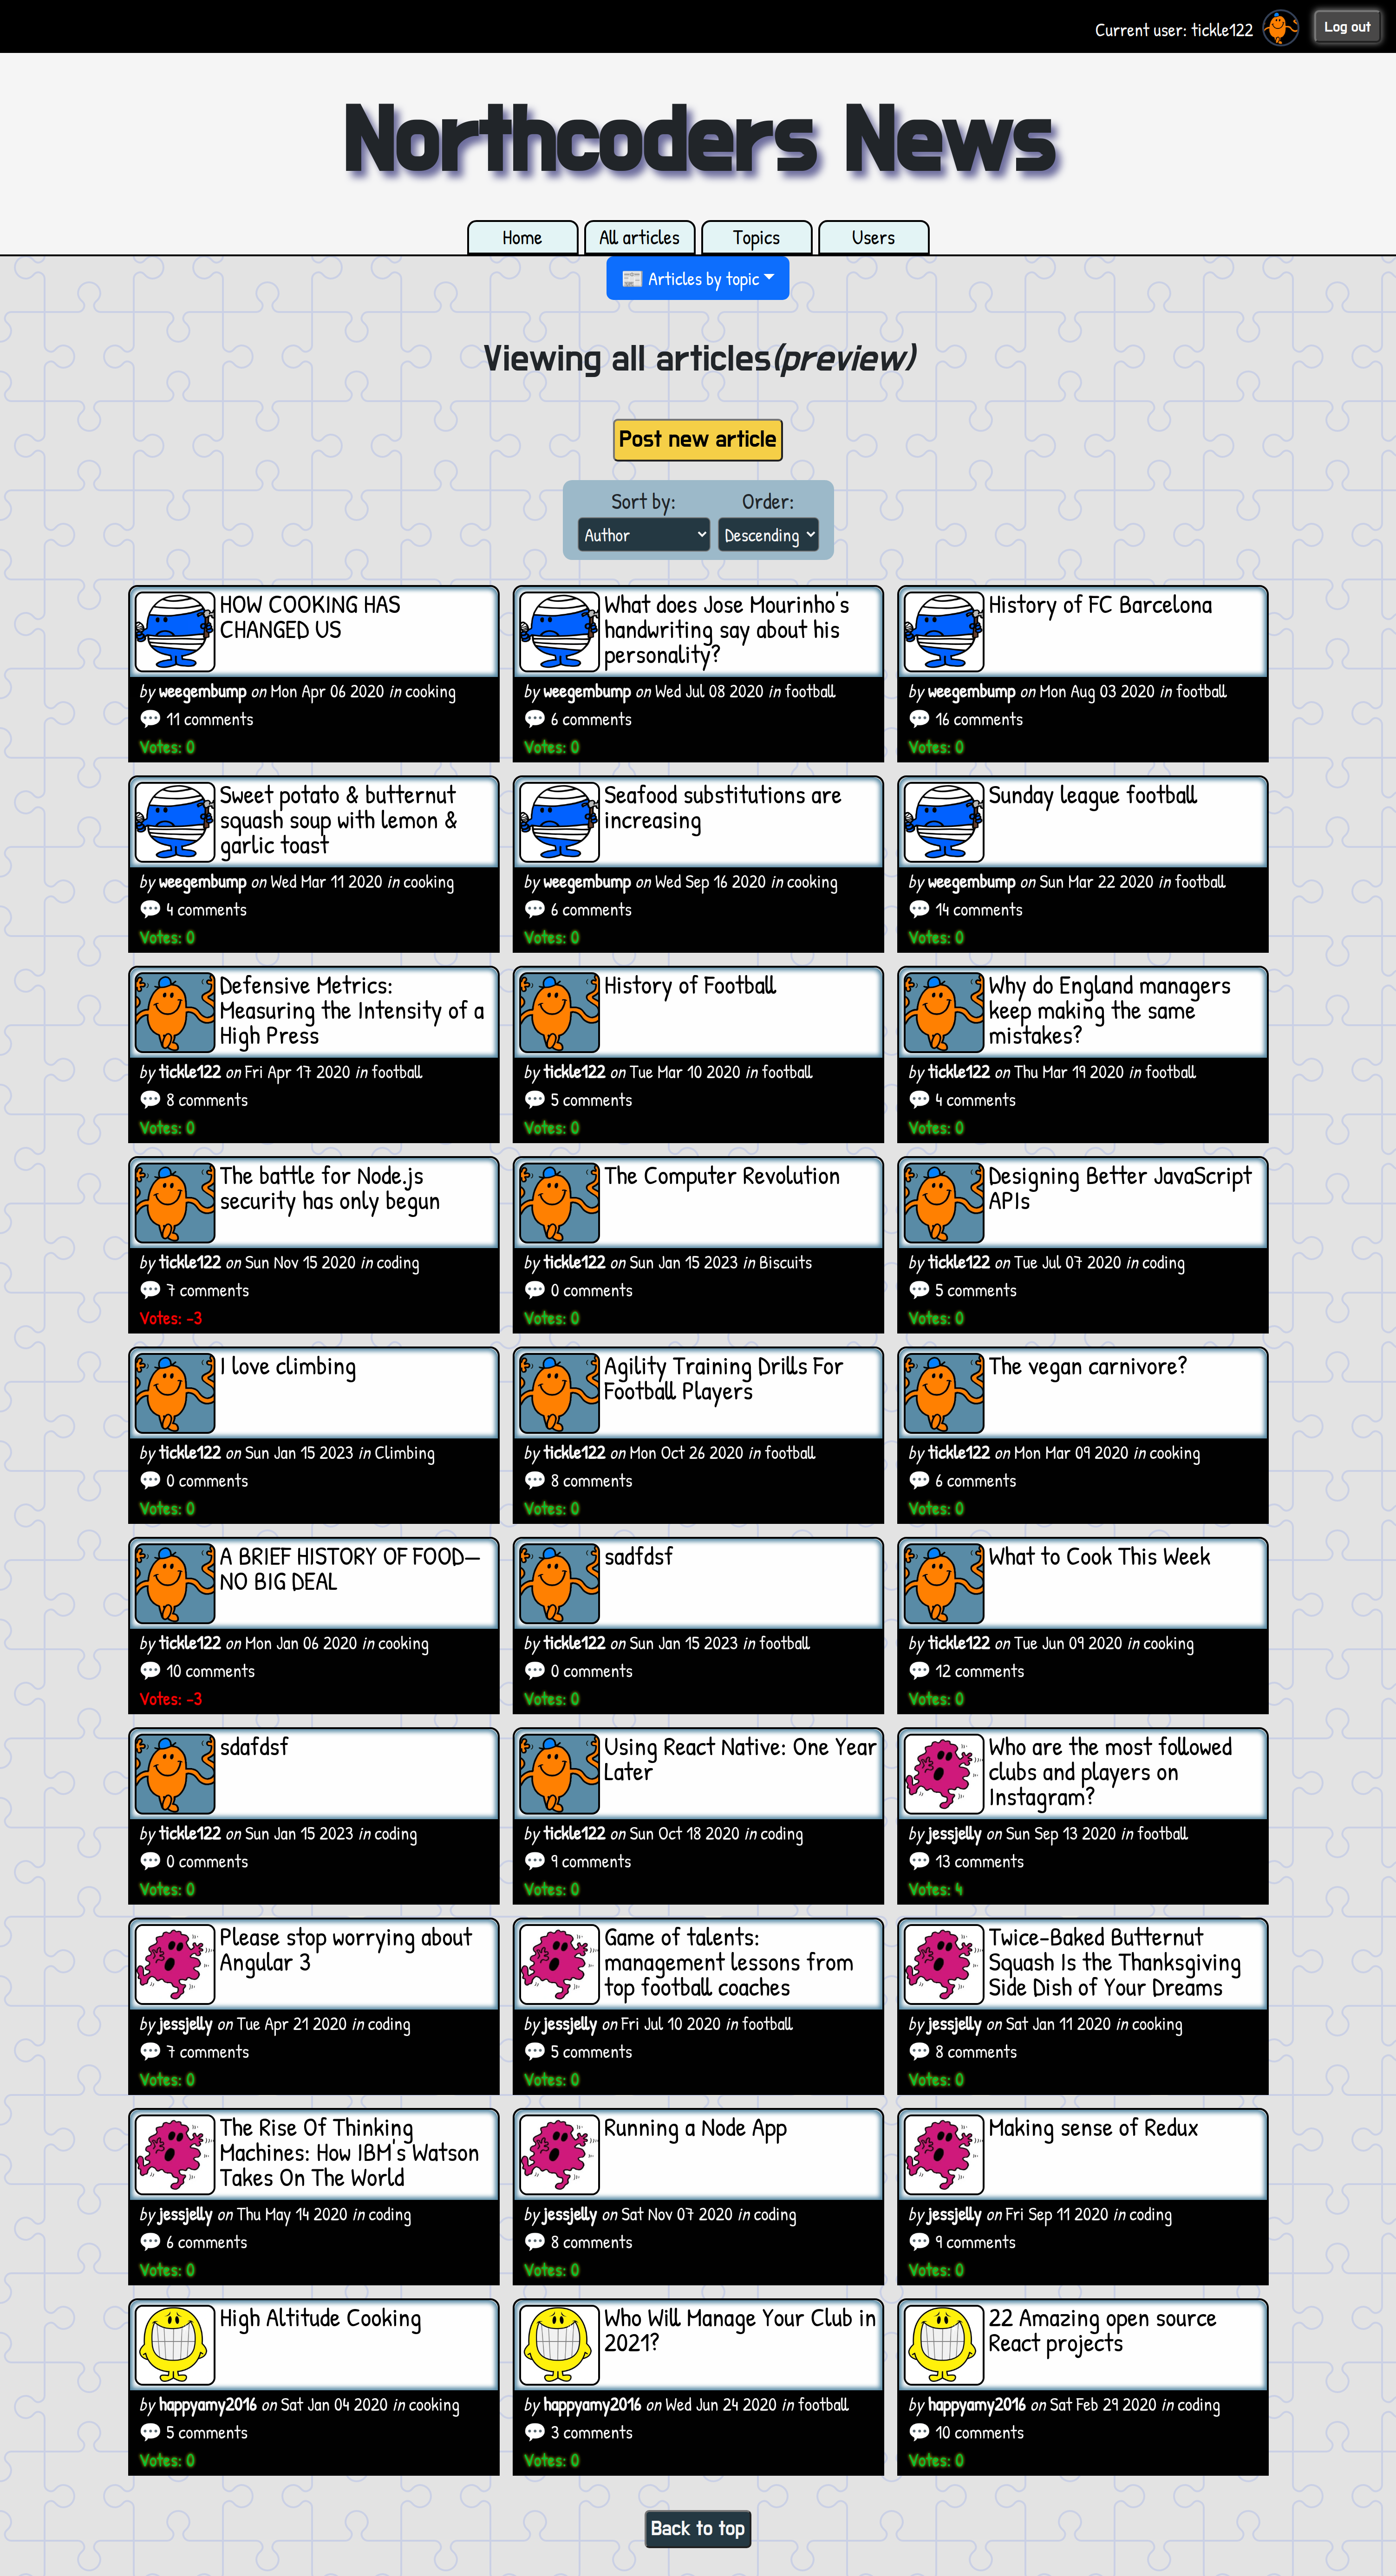 Current user: tickle122
Log out
Northcoders News
Home
All articles
Topics
Users
📰 Articles by topic
Viewing all articles(preview)
Post new article
Sort by:
Order:
Author
Descending
HOW COOKING HAS
CHANGED US
by weegembump on Mon Apr 06 2020 in cooking
💬 11 comments
Votes: 0
What does Jose Mourinho's
handwriting say about his
personality?
by weegembump on Wed Jul 08 2020 in football
💬 6 comments
Votes: 0
History of FC Barcelona
by weegembump on Mon Aug 03 2020 in football
💬 16 comments
Votes: 0
Sweet potato & butternut
squash soup with lemon &
garlic toast
by weegembump on Wed Mar 11 2020 in cooking
💬 4 comments
Votes: 0
Seafood substitutions are
increasing
by weegembump on Wed Sep 16 2020 in cooking
💬 6 comments
Votes: 0
Sunday league football
by weegembump on Sun Mar 22 2020 in football
💬 14 comments
Votes: 0
Defensive Metrics:
Measuring the Intensity of a
High Press
by tickle122 on Fri Apr 17 2020 in football
💬 8 comments
Votes: 0
History of Football
by tickle122 on Tue Mar 10 2020 in football
💬 5 comments
Votes: 0
Why do England managers
keep making the same
mistakes?
by tickle122 on Thu Mar 19 2020 in football
💬 4 comments
Votes: 0
The battle for Node.js
security has only begun
by tickle122 on Sun Nov 15 2020 in coding
💬 7 comments
Votes: -3
The Computer Revolution
by tickle122 on Sun Jan 15 2023 in Biscuits
💬 0 comments
Votes: 0
Designing Better JavaScript
APIs
by tickle122 on Tue Jul 07 2020 in coding
💬 5 comments
Votes: 0
I love climbing
by tickle122 on Sun Jan 15 2023 in Climbing
💬 0 comments
Votes: 0
Agility Training Drills For
Football Players
by tickle122 on Mon Oct 26 2020 in football
💬 8 comments
Votes: 0
The vegan carnivore?
by tickle122 on Mon Mar 09 2020 in cooking
💬 6 comments
Votes: 0
A BRIEF HISTORY OF FOOD—
NO BIG DEAL
by tickle122 on Mon Jan 06 2020 in cooking
💬 10 comments
Votes: -3
sadfdsf
by tickle122 on Sun Jan 15 2023 in football
💬 0 comments
Votes: 0
What to Cook This Week
by tickle122 on Tue Jun 09 2020 in cooking
💬 12 comments
Votes: 0
sdafdsf
by tickle122 on Sun Jan 15 2023 in coding
💬 0 comments
Votes: 0
Using React Native: One Year
Later
by tickle122 on Sun Oct 18 2020 in coding
💬 9 comments
Votes: 0
Who are the most followed
clubs and players on
Instagram?
by jessjelly on Sun Sep 13 2020 in football
💬 13 comments
Votes: 4
Please stop worrying about
Angular 3
by jessjelly on Tue Apr 21 2020 in coding
💬 7 comments
Votes: 0
Game of talents:
management lessons from
top football coaches
by jessjelly on Fri Jul 10 2020 in football
💬 5 comments
Votes: 0
Twice-Baked Butternut
Squash Is the Thanksgiving
Side Dish of Your Dreams
by jessjelly on Sat Jan 11 2020 in cooking
💬 8 comments
Votes: 0
The Rise Of Thinking
Machines: How IBM's Watson
Takes On The World
by jessjelly on Thu May 14 2020 in coding
💬 6 comments
Votes: 0
Running a Node App
by jessjelly on Sat Nov 07 2020 in coding
💬 8 comments
Votes: 0
Making sense of Redux
by jessjelly on Fri Sep 11 2020 in coding
💬 9 comments
Votes: 0
High Altitude Cooking
by happyamy2016 on Sat Jan 04 2020 in cooking
💬 5 comments
Votes: 0
Who Will Manage Your Club in
2021?
by happyamy2016 on Wed Jun 24 2020 in football
💬 3 comments
Votes: 0
22 Amazing open source
React projects
by happyamy2016 on Sat Feb 29 2020 in coding
💬 10 comments
Votes: 0
Back to top